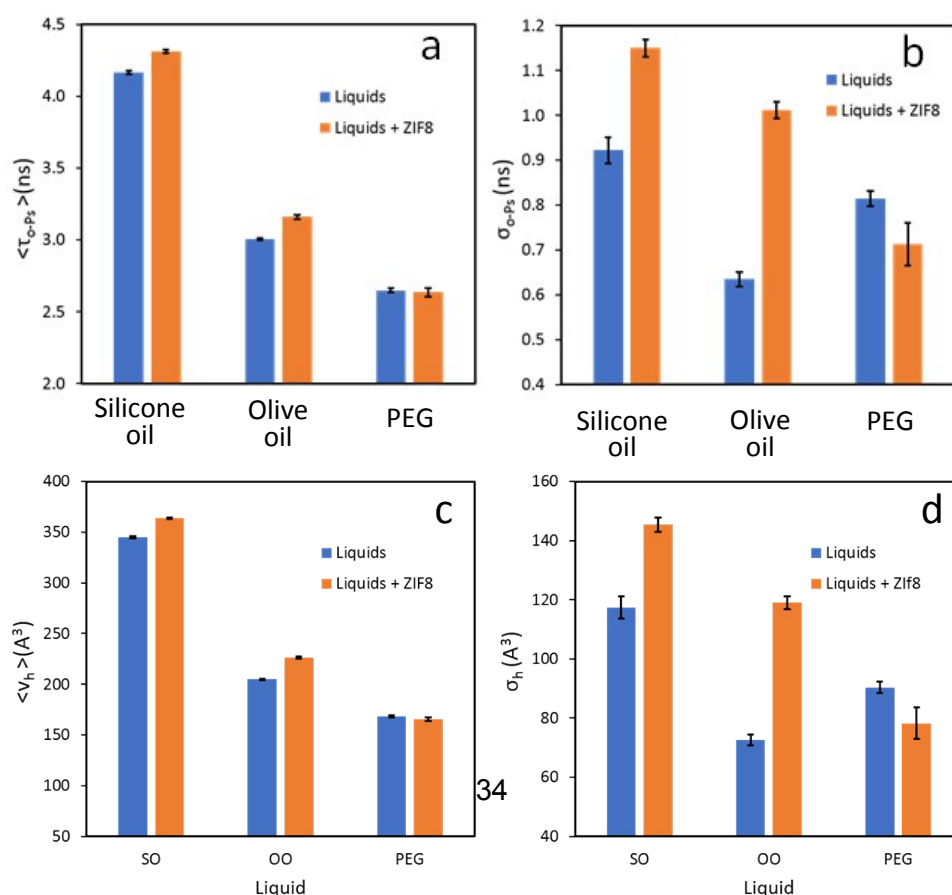 a
4.5
4.0
3.5
3.0
2.5
2.0
<τo-Ps >(ns)
Liquids
Liquids + ZIF8
Silicone
oil
Olive
oil
PEG
b
1.2
1.1
1.0
0.9
0.8
0.7
0.6
0.5
0.4
σo-Ps (ns)
Liquids
Liquids + ZIF8
Silicone
oil
Olive
oil
PEG
c
400
350
300
250
200
150
100
50
<vh >(A³)
Liquids
Liquids + ZIF8
SO
OO
PEG
Liquid
34
d
160
140
120
100
80
60
40
σh (A³)
Liquids
Liquids + ZIf8
SO
OO
PEG
Liquid